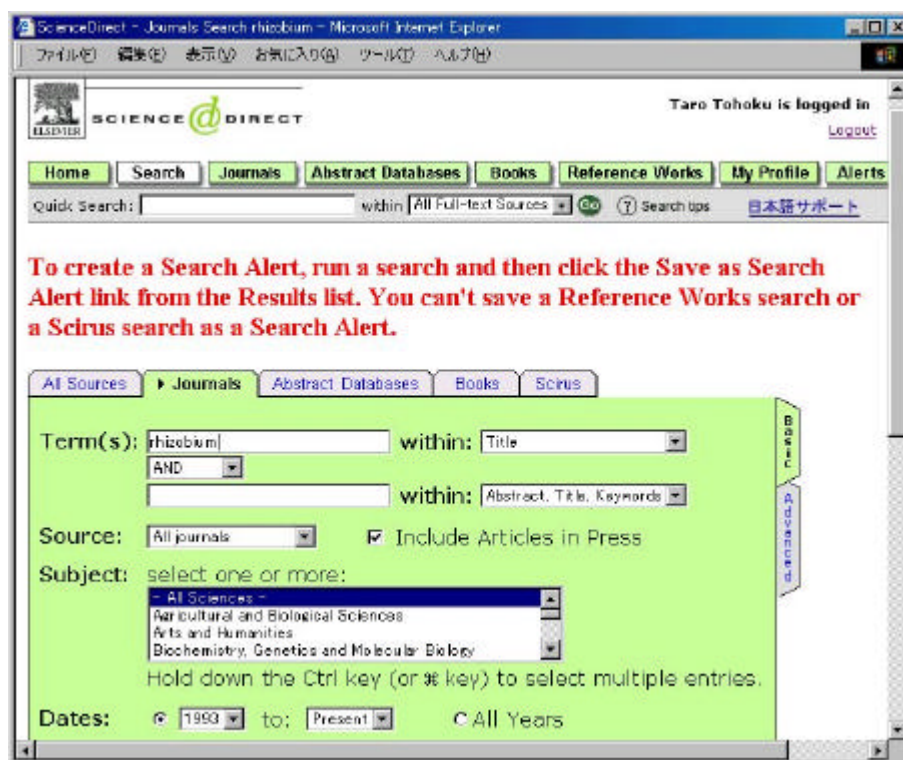 ScienceDirect - Journals Search rhizobium - Microsoft Internet Explorer
ファイル(F) 編集(E) 表示(V) お気に入り(A) ツール(T) ヘルプ(H)
ELSEVIER SCIENCE @ DIRECT
Taro Tohoku is logged in
Logout
Home Search Journals Abstract Databases Books Reference Works My Profile Alerts
Quick Search: within All Full-text Sources Go ? Search tips 日本語サポート
To create a Search Alert, run a search and then click the Save as Search
Alert link from the Results list. You can't save a Reference Works search or
a Scirus search as a Search Alert.
All Sources Journals Abstract Databases Books Scirus
Basic
Advanced
Term(s): rhizobium within: Title
AND
within: Abstract, Title, Keywords
Source: All journals Include Articles in Press
Subject: select one or more:
- All Sciences -
Agricultural and Biological Sciences
Arts and Humanities
Biochemistry, Genetics and Molecular Biology
Hold down the Ctrl key (or ⌘ key) to select multiple entries.
Dates: 1993 to: Present All Years